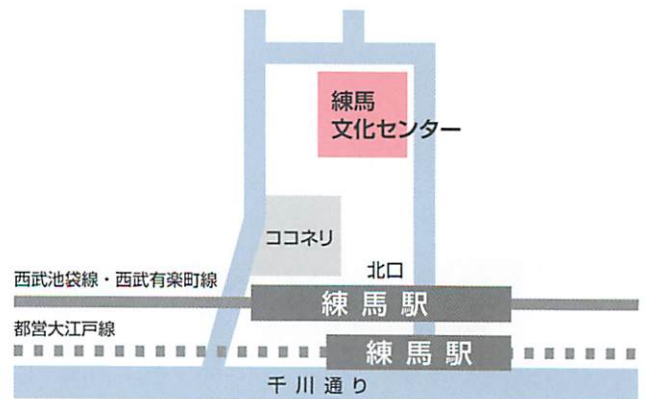 練馬
文化センター
ココネリ
北口
西武池袋線・西武有楽町線
練馬駅
都営大江戸線
練馬駅
千川通り